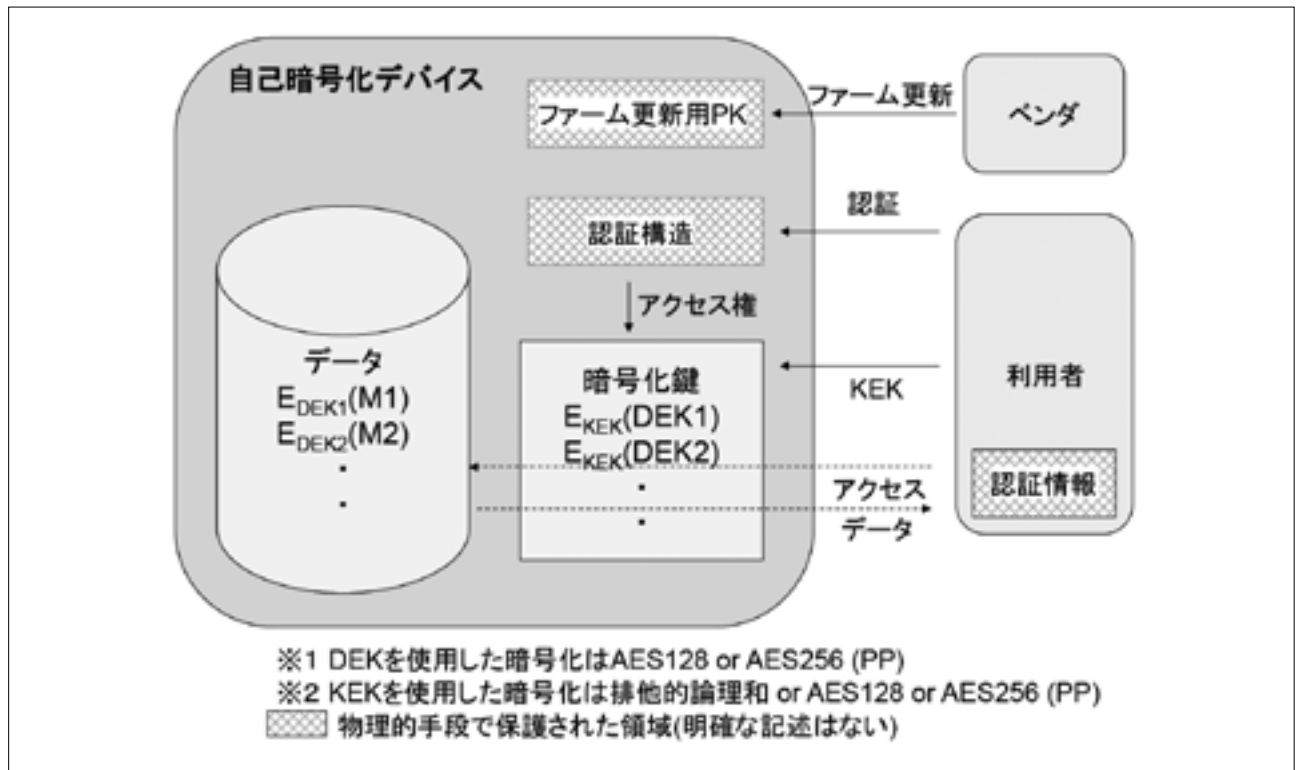 自己暗号化デバイス
ファーム更新用PK
ファーム更新
ベンダ
認証
認証構造
アクセス権
データ
E_DEK1(M1)
E_DEK2(M2)
・
・
暗号化鍵
E_KEK(DEK1)
E_KEK(DEK2)
・
・
KEK
利用者
認証情報
アクセス
データ
※1 DEKを使用した暗号化はAES128 or AES256 (PP)
※2 KEKを使用した暗号化は排他的論理和 or AES128 or AES256 (PP)
物理的手段で保護された領域(明確な記述はない)